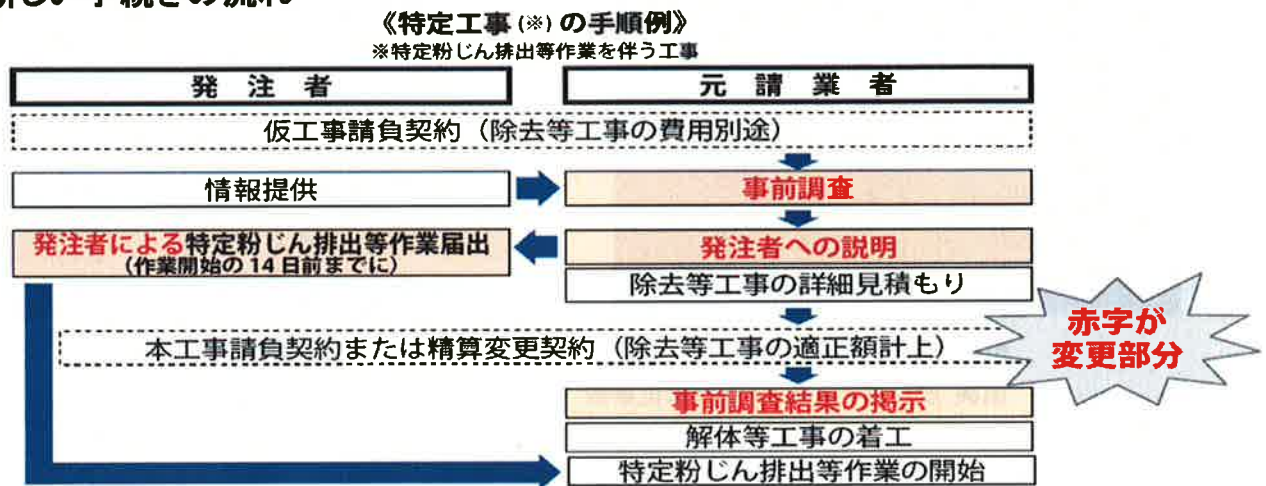 手続きの流れ
《特定工事(※)の手順例》
※特定粉じん排出等作業を伴う工事
発注者
元請業者
仮工事請負契約（除去等工事の費用別途）
情報提供
事前調査
発注者による特定粉じん排出等作業届出
（作業開始の14日前までに）
発注者への説明
除去等工事の詳細見積もり
赤字が
変更部分
本工事請負契約または精算変更契約（除去等工事の適正額計上）
事前調査結果の掲示
解体等工事の着工
特定粉じん排出等作業の開始